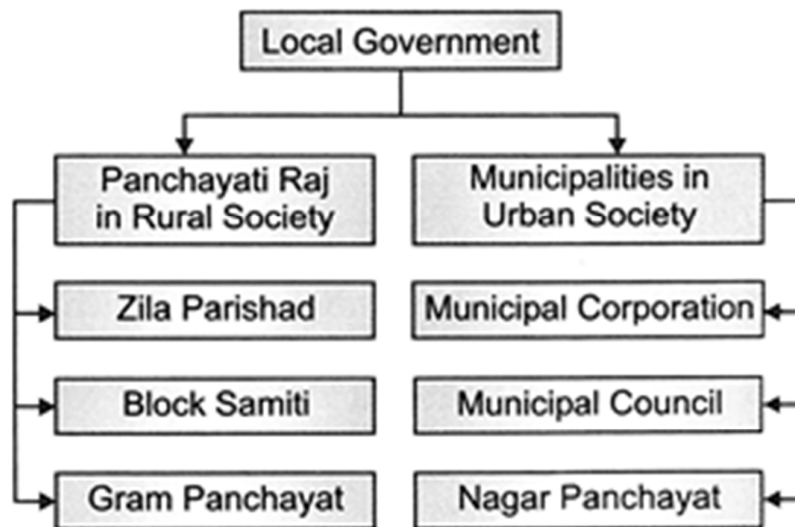 Local Government
Panchayati Raj
in Rural Society
Municipalities in
Urban Society
Zila Parishad
Municipal Corporation
Block Samiti
Municipal Council
Gram Panchayat
Nagar Panchayat